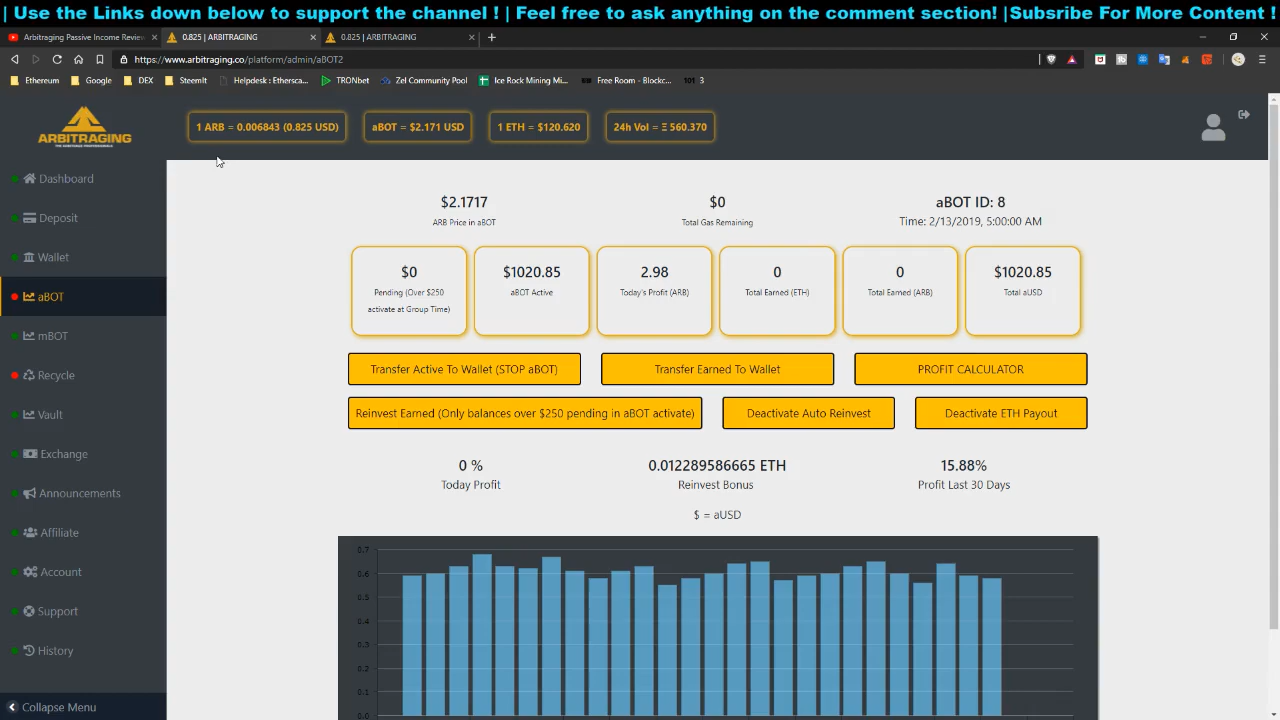 | Use the Links down below to support the channel ! | Feel free to ask anything on the comment section! |Subsribe For More Content !
Arbitraging Passive Income Review
0.825 | ARBITRAGING
0.825 | ARBITRAGING
https://www.arbitraging.co/platform/admin/aBOT2
Ethereum
Google
DEX
SteemIt
Helpdesk : Ethersca...
TRONbet
Zel Community Pool
Ice Rock Mining Mi...
Free Room - Blockc...
101 3
ARBITRAGING
1 ARB = 0.006843 (0.825 USD)
aBOT = $2.171 USD
1 ETH = $120.620
24h Vol = Ξ 560.370
Dashboard
Deposit
Wallet
aBOT
mBOT
Recycle
Vault
Exchange
Announcements
Affiliate
Account
Support
History
Collapse Menu
$2.1717
ARB Price in aBOT
$0
Total Gas Remaining
aBOT ID: 8
Time: 2/13/2019, 5:00:00 AM
$0
Pending (Over $250
activate at Group Time)
$1020.85
aBOT Active
2.98
Today's Profit (ARB)
0
Total Earned (ETH)
0
Total Earned (ARB)
$1020.85
Total aUSD
Transfer Active To Wallet (STOP aBOT)
Transfer Earned To Wallet
PROFIT CALCULATOR
Reinvest Earned (Only balances over $250 pending in aBOT activate)
Deactivate Auto Reinvest
Deactivate ETH Payout
0 %
Today Profit
0.012289586665 ETH
Reinvest Bonus
15.88%
Profit Last 30 Days
$ = aUSD
0.7
0.6
0.5
0.4
0.3
0.2
0.1
0.0